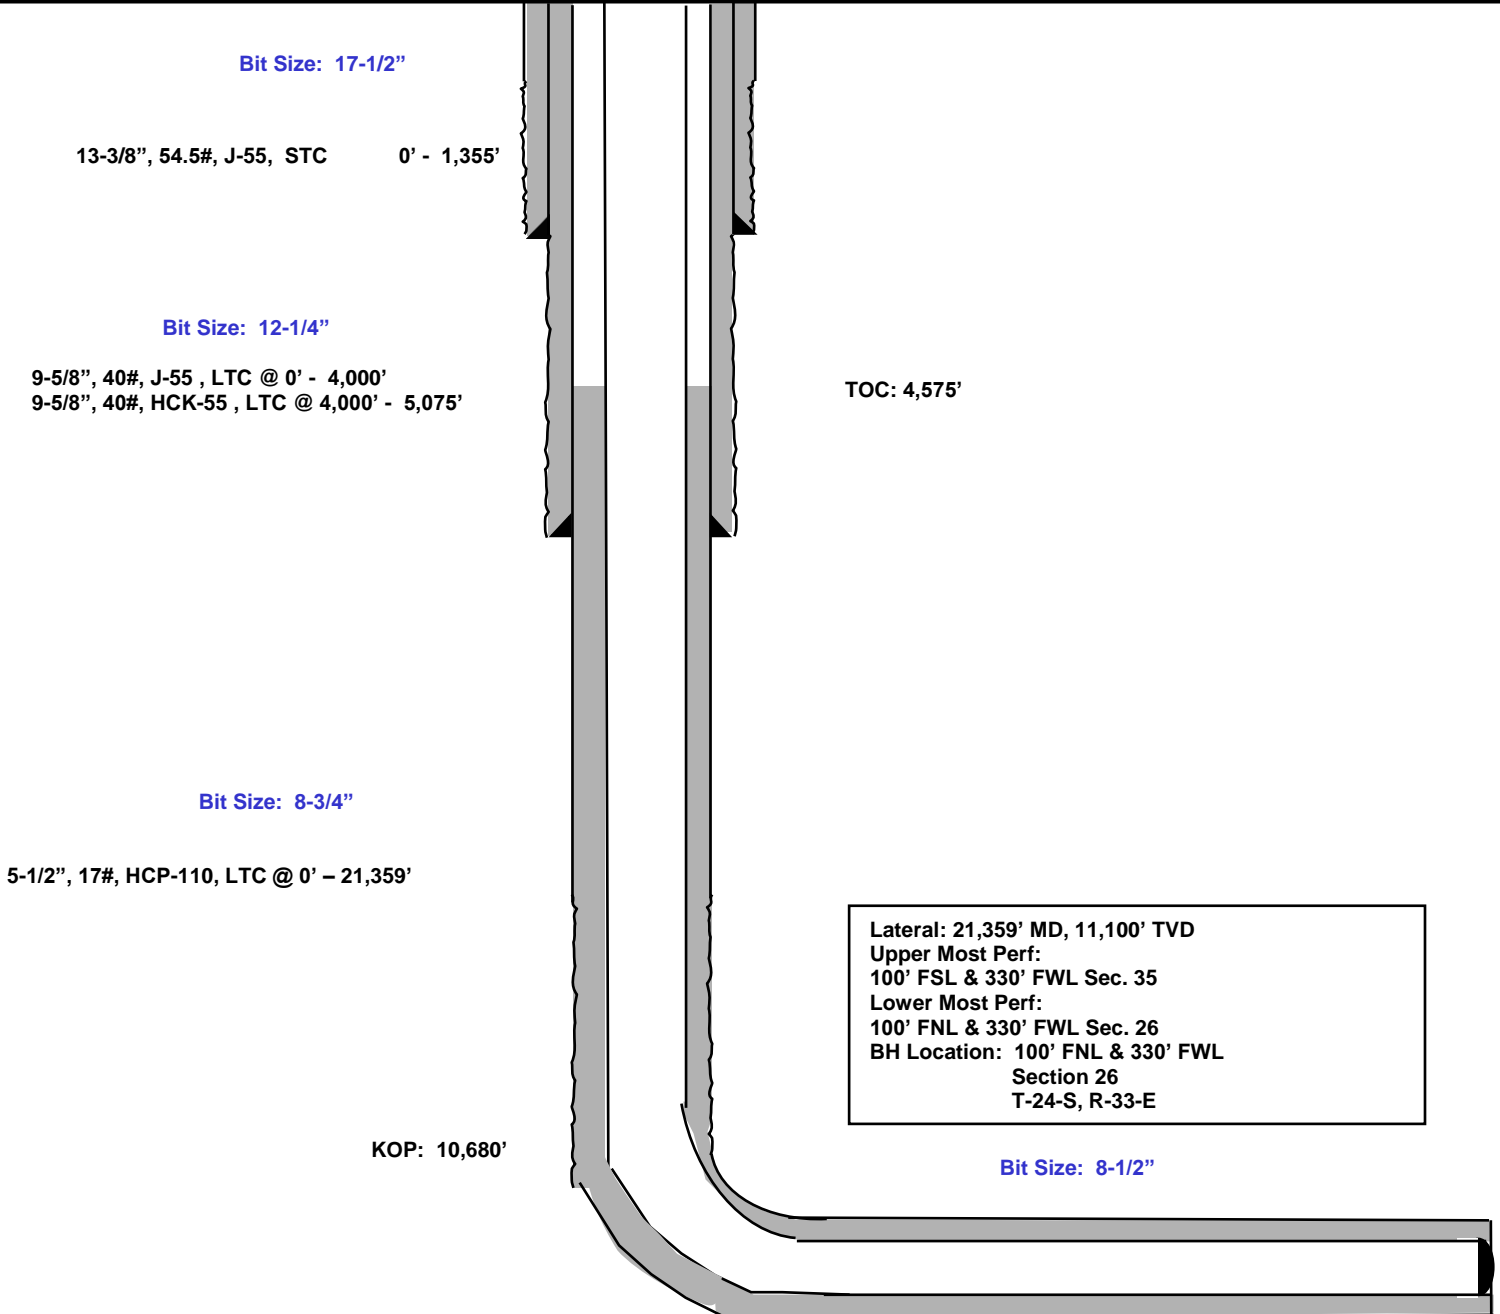 Bit Size:  17-1/2”
13-3/8”, 54.5#, J-55,  STC 0’ -  1,355’
Bit Size:  12-1/4”
9-5/8”, 40#, J-55 , LTC @ 0’ -  4,000’
9-5/8”, 40#, HCK-55 , LTC @ 4,000’ -  5,075’
TOC: 4,575’
Bit Size:  8-3/4”
5-1/2”, 17#, HCP-110, LTC @ 0’ – 21,359’
Lateral: 21,359’ MD, 11,100’ TVD
Upper Most Perf:
100’ FSL & 330’ FWL Sec. 35
Lower Most Perf:
100’ FNL & 330’ FWL Sec. 26
BH Location:  100’ FNL & 330’ FWL
Section 26
T-24-S, R-33-E
KOP:  10,680’
Bit Size:  8-1/2”